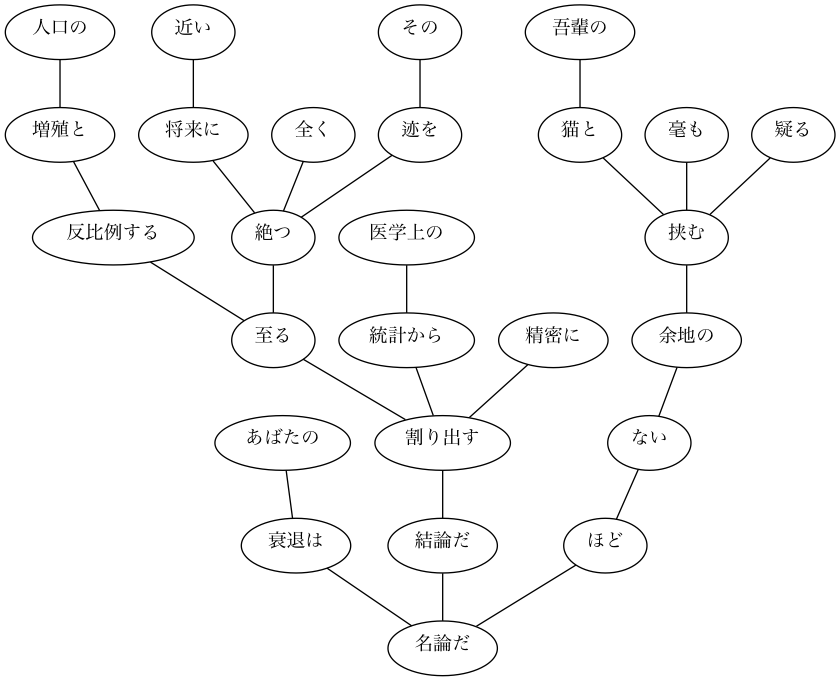 人口の
近い
その
吾輩の
増殖と
将来に
全く
迹を
猫と
毫も
疑る
反比例する
絶つ
医学上の
挟む
至る
統計から
精密に
余地の
あばたの
割り出す
ない
衰退は
結論だ
ほど
名論だ